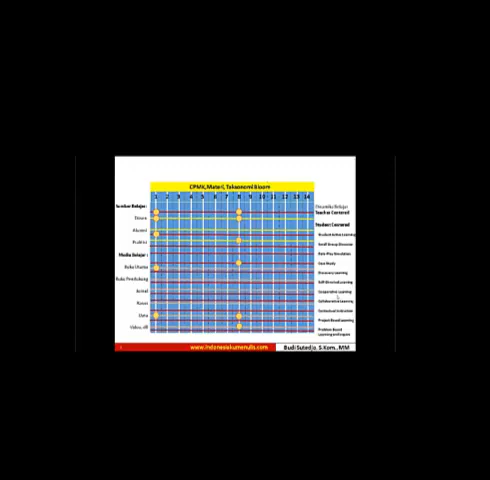 CPMK, Materi, Taksonomi Bloom
1 2 3 4 5 6 7 8 9 10 11 12 13 14
Sumber Belajar:
Dosen
Alumni
Praktisi
Media Belajar :
Buku Utama
Buku Pendukung
Jurnal
Koran
Data
Video, dll
Dinamika Belajar
Teacher Centered
Student Centered
Small Group Discussion
Role-Play Simulation
Case Study
Discovery Learning
Self-Directed Learning
Cooperative Learning
Collaborative Learning
Contextual Instruction
Project Based Learning
Problem Based
www.indonesiakumenulis.com
Budi Sutedjo, S.Kom.,MM